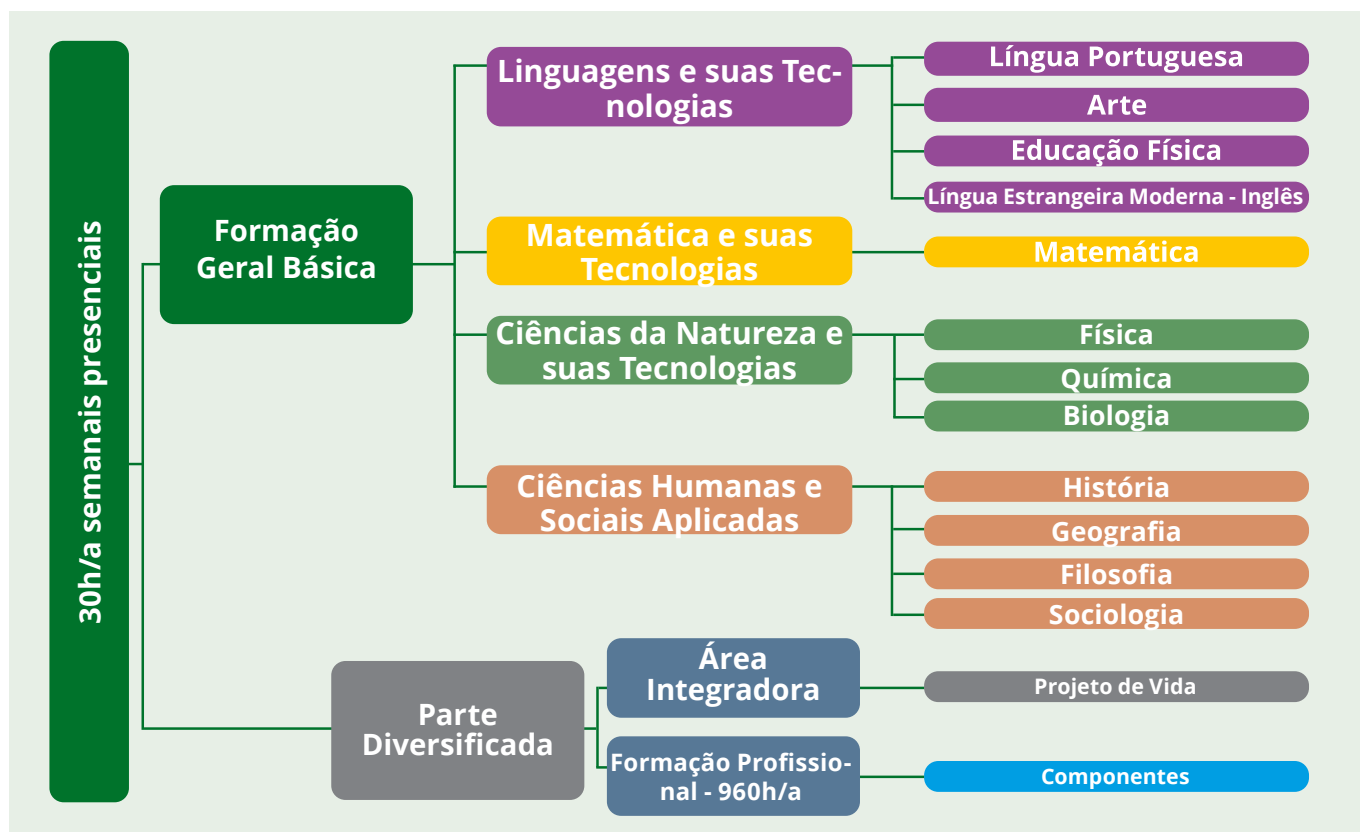 30h/a semanais presenciais
Formação
Geral Básica
Linguagens e suas Tec-
nologias
Língua Portuguesa
Arte
Educação Física
Língua Estrangeira Moderna - Inglês
Matemática e suas
Tecnologias
Matemática
Ciências da Natureza e
suas Tecnologias
Física
Química
Biologia
Ciências Humanas e
Sociais Aplicadas
História
Geografia
Filosofia
Sociologia
Parte
Diversificada
Área
Integradora
Projeto de Vida
Formação Profissio-
nal - 960h/a
Componentes